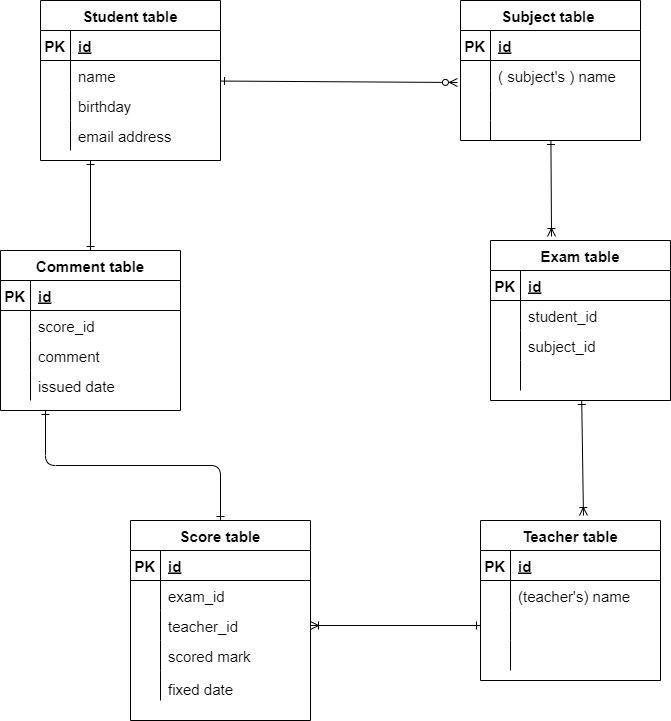 Student table
PK id
name
birthday
email address
Subject table
PK id
( subject's ) name
Comment table
PK id
score_id
comment
issued date
Exam table
PK id
student_id
subject_id
Score table
PK id
exam_id
teacher_id
scored mark
fixed date
Teacher table
PK id
(teacher's) name